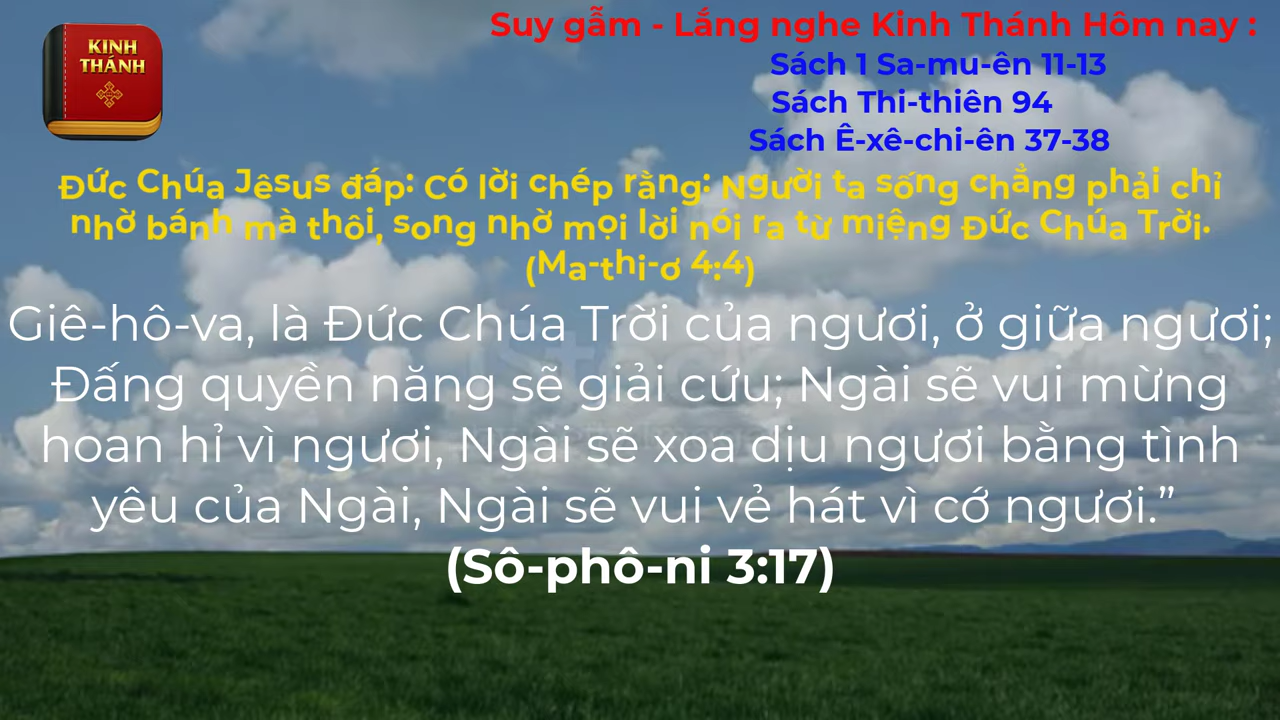 KINH
THÁNH
Suy gẫm - Lắng nghe Kinh Thánh Hôm nay :
Sách 1 Sa-mu-ên 11-13
Sách Thi-thiên 94
Sách Ê-xê-chi-ên 37-38
Đức Chúa Jêsus đáp: Có lời chép rằng: Người ta sống chẳng phải chỉ
nhờ bánh mà thôi, song nhờ mọi lời nói ra từ miệng Đức Chúa Trời.
(Ma-thi-ơ 4:4)
Giê-hô-va, là Đức Chúa Trời của ngươi, ở giữa ngươi;
Đấng quyền năng sẽ giải cứu; Ngài sẽ vui mừng
hoan hỉ vì ngươi, Ngài sẽ xoa dịu ngươi bằng tình
yêu của Ngài, Ngài sẽ vui vẻ hát vì cớ ngươi.”
(Sô-phô-ni 3:17)